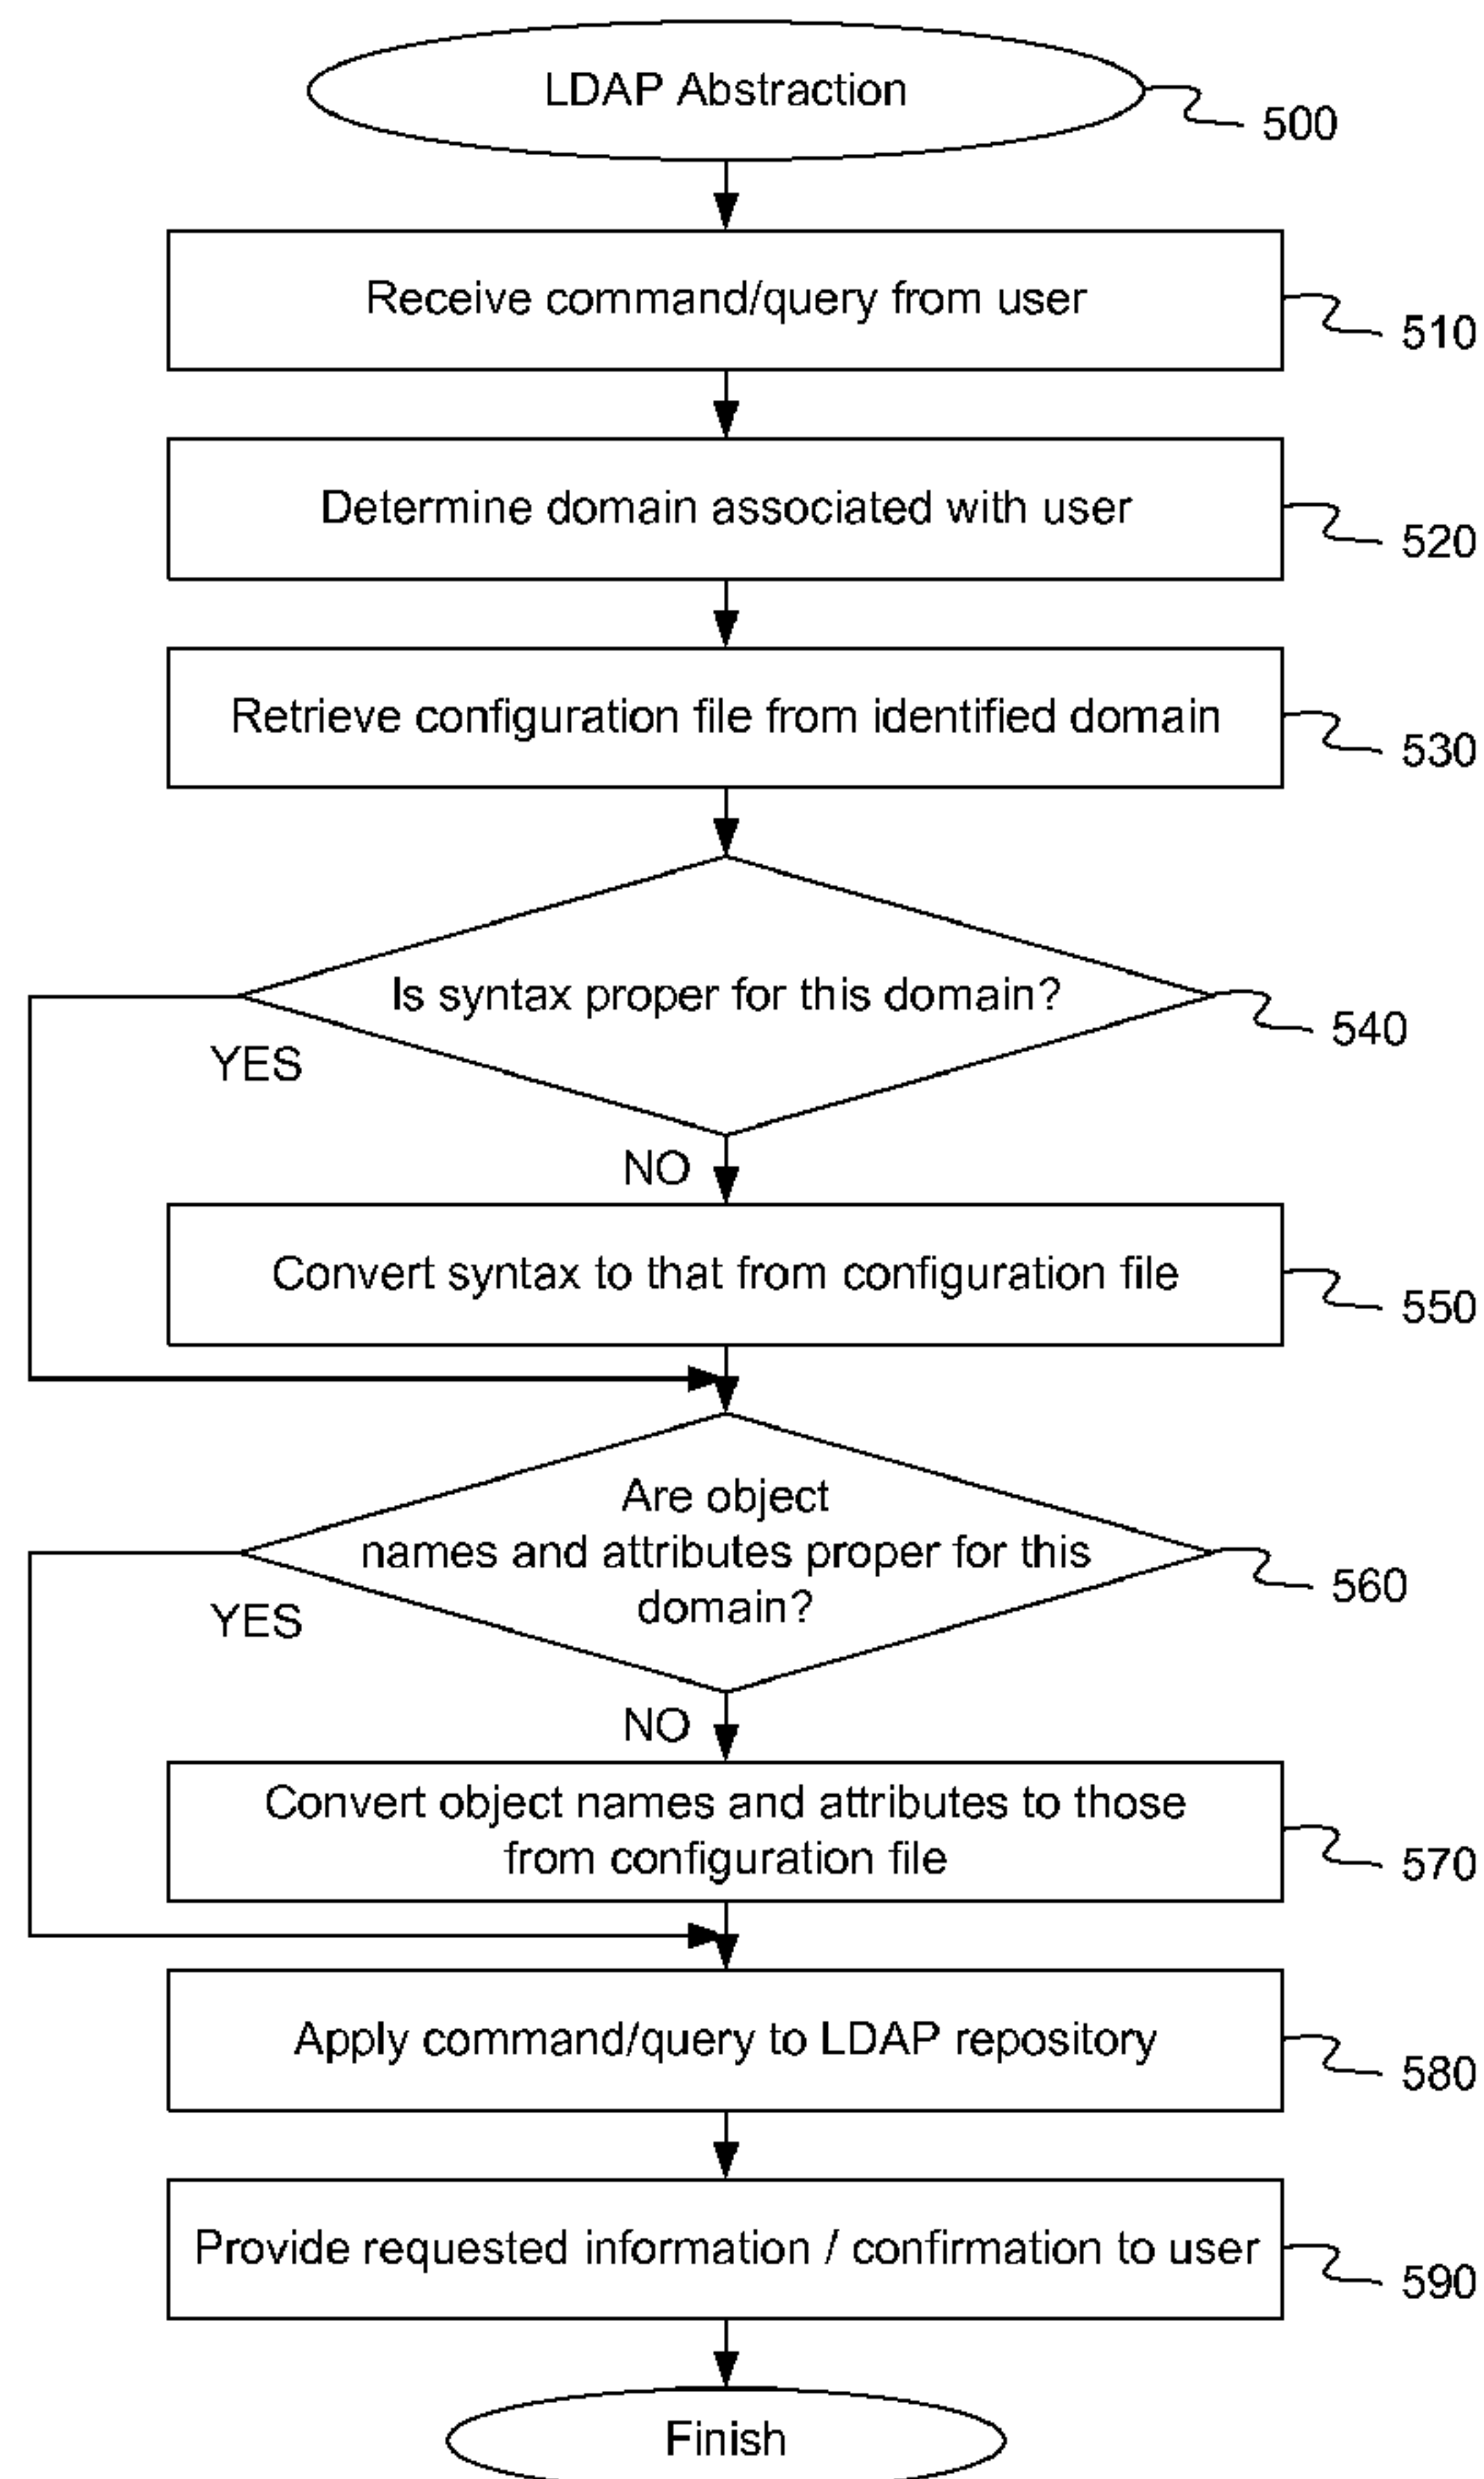 LDAP Abstraction
500
Receive command/query from user
510
Determine domain associated with user
520
Retrieve configuration file from identified domain
530
Is syntax proper for this domain?
540
YES
NO
Convert syntax to that from configuration file
550
Are object
names and attributes proper for this
domain?
560
YES
NO
Convert object names and attributes to those
from configuration file
570
Apply command/query to LDAP repository
580
Provide requested information / confirmation to user
590
Finish